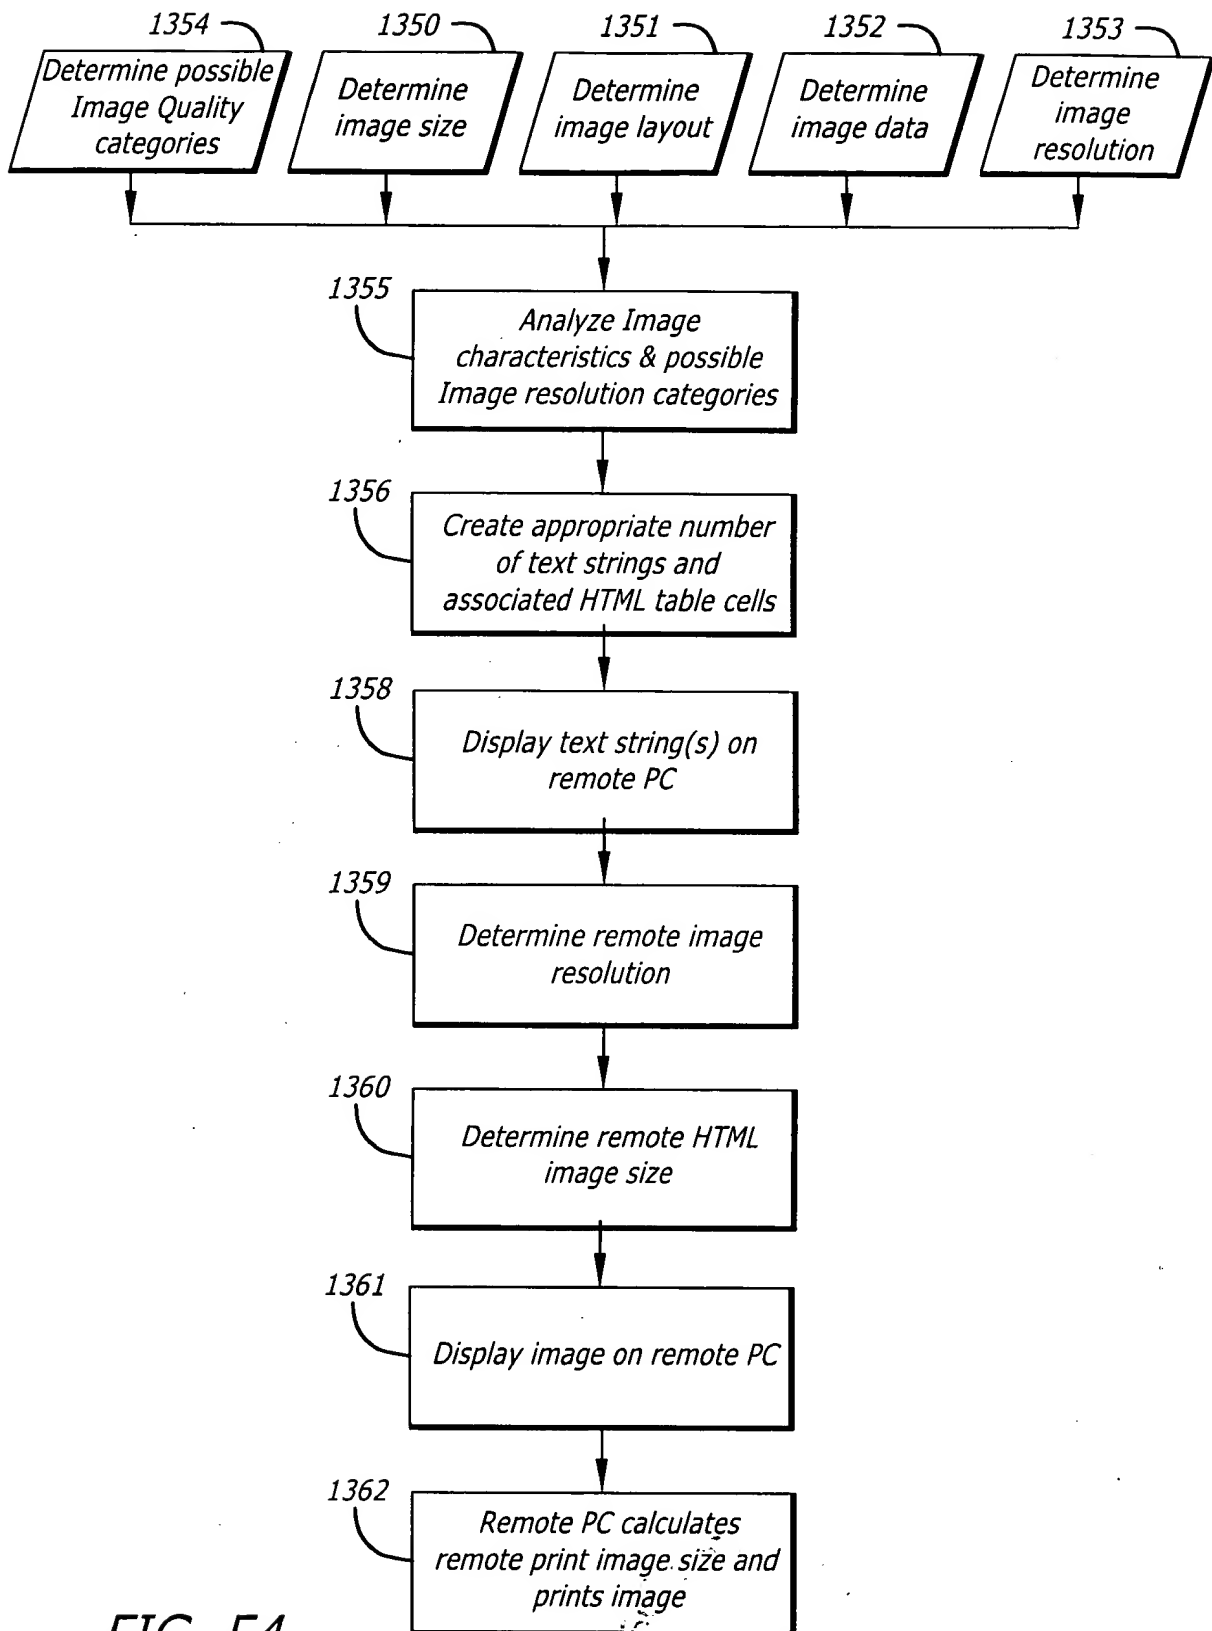 1354
1350
1351
1352
1353
Determine possible
Image Quality
categories
Determine
image size
Determine
image layout
Determine
image data
Determine
image
resolution
1355
Analyze Image
characteristics & possible
Image resolution categories
1356
Create appropriate number
of text strings and
associated HTML table cells
1358
Display text string(s) on
remote PC
1359
Determine remote image
resolution
1360
Determine remote HTML
image size
1361
Display image on remote PC
1362
Remote PC calculates
remote print image size and
prints image
FIG. 54